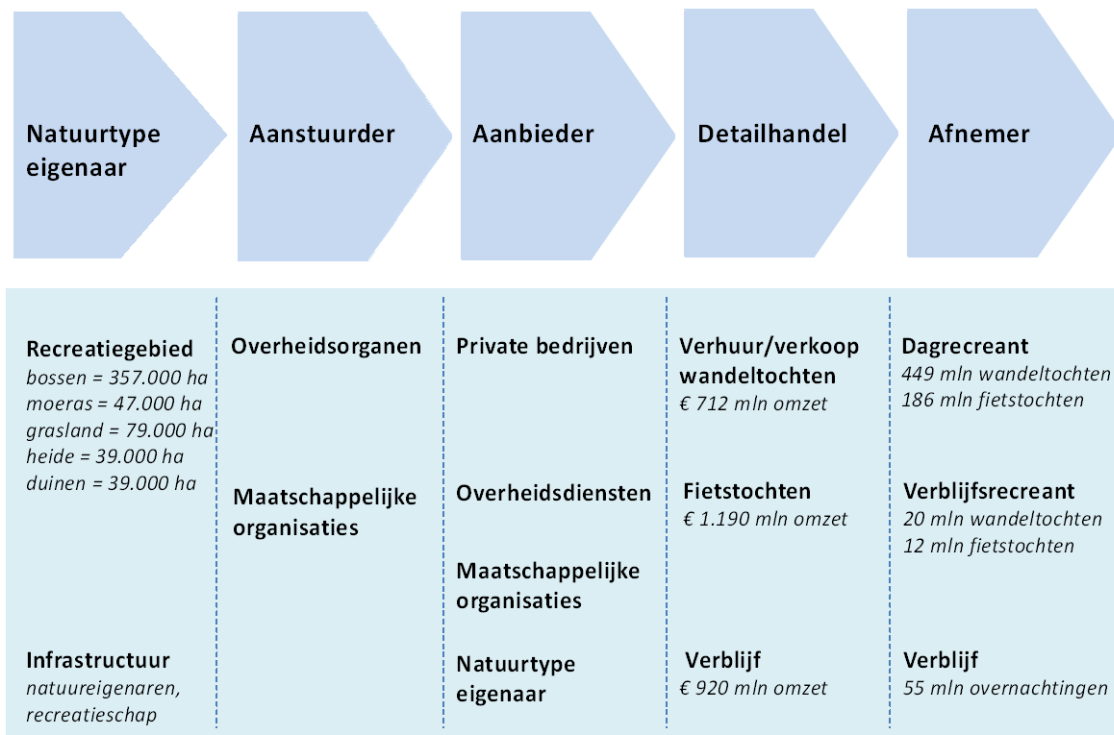 Natuurtype
eigenaar
Aanstuurder
Aanbieder
Detailhandel
Afnemer
Recreatiegebied
bossen = 357.000 ha
moeras = 47.000 ha
grasland = 79.000 ha
heide = 39.000 ha
duinen = 39.000 ha
Infrastructuur
natuureigenaren,
recreatieschap
Overheidsorganen
Maatschappelijke
organisaties
Private bedrijven
Overheidsdiensten
Maatschappelijke
organisaties
Natuurtype
eigenaar
Verhuur/verkoop
wandeltochten
€ 712 mln omzet
Fietstochten
€ 1.190 mln omzet
Verblijf
€ 920 mln omzet
Dagrecreant
449 mln wandeltochten
186 mln fietstochten
Verblijfsrecreant
20 mln wandeltochten
12 mln fietstochten
Verblijf
55 mln overnachtingen